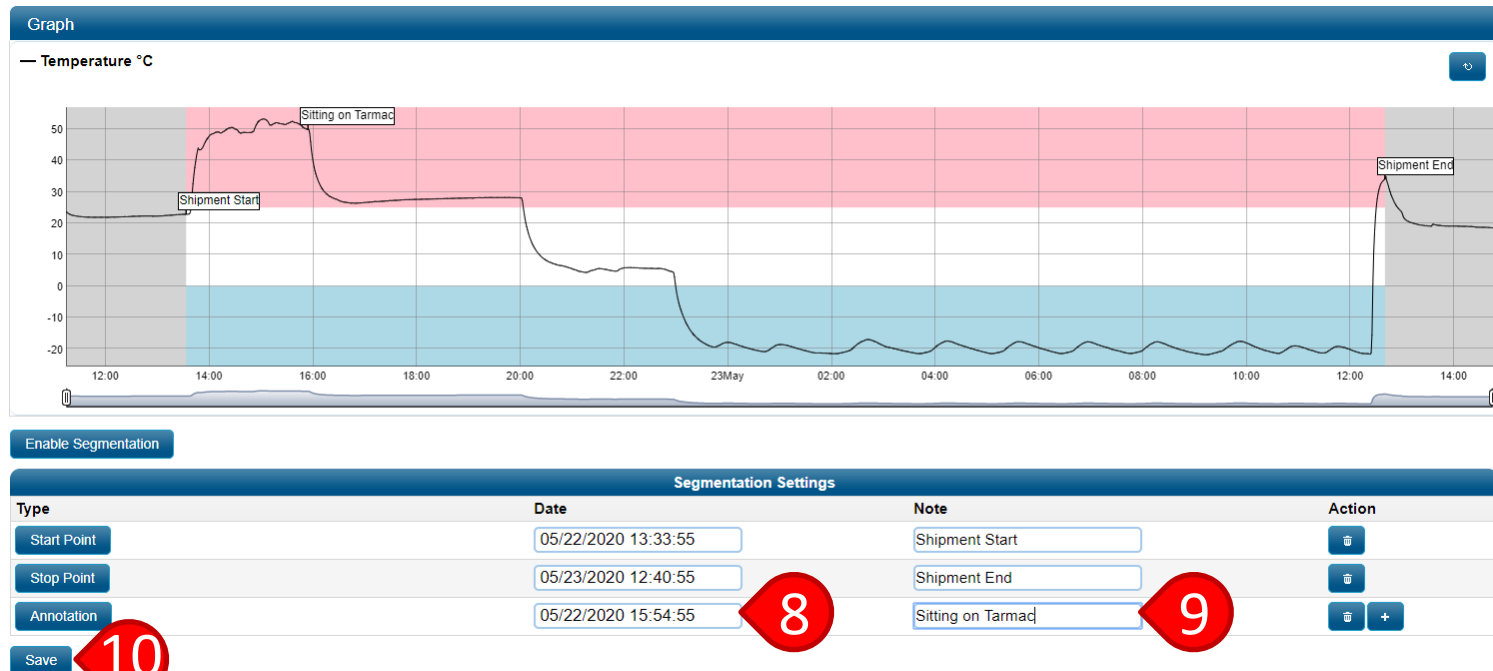 Graph
— Temperature °C
50
40
30
20
10
0
-10
-20
Sitting on Tarmac
Shipment Start
Shipment End
12:00 14:00 16:00 18:00 20:00 22:00 23May 02:00 04:00 06:00 08:00 10:00 12:00 14:00
Enable Segmentation
Segmentation Settings
Type Date Note Action
Start Point 05/22/2020 13:33:55 Shipment Start
Stop Point 05/23/2020 12:40:55 Shipment End
Annotation 05/22/2020 15:54:55 8 Sitting on Tarmac 9 +
Save 10